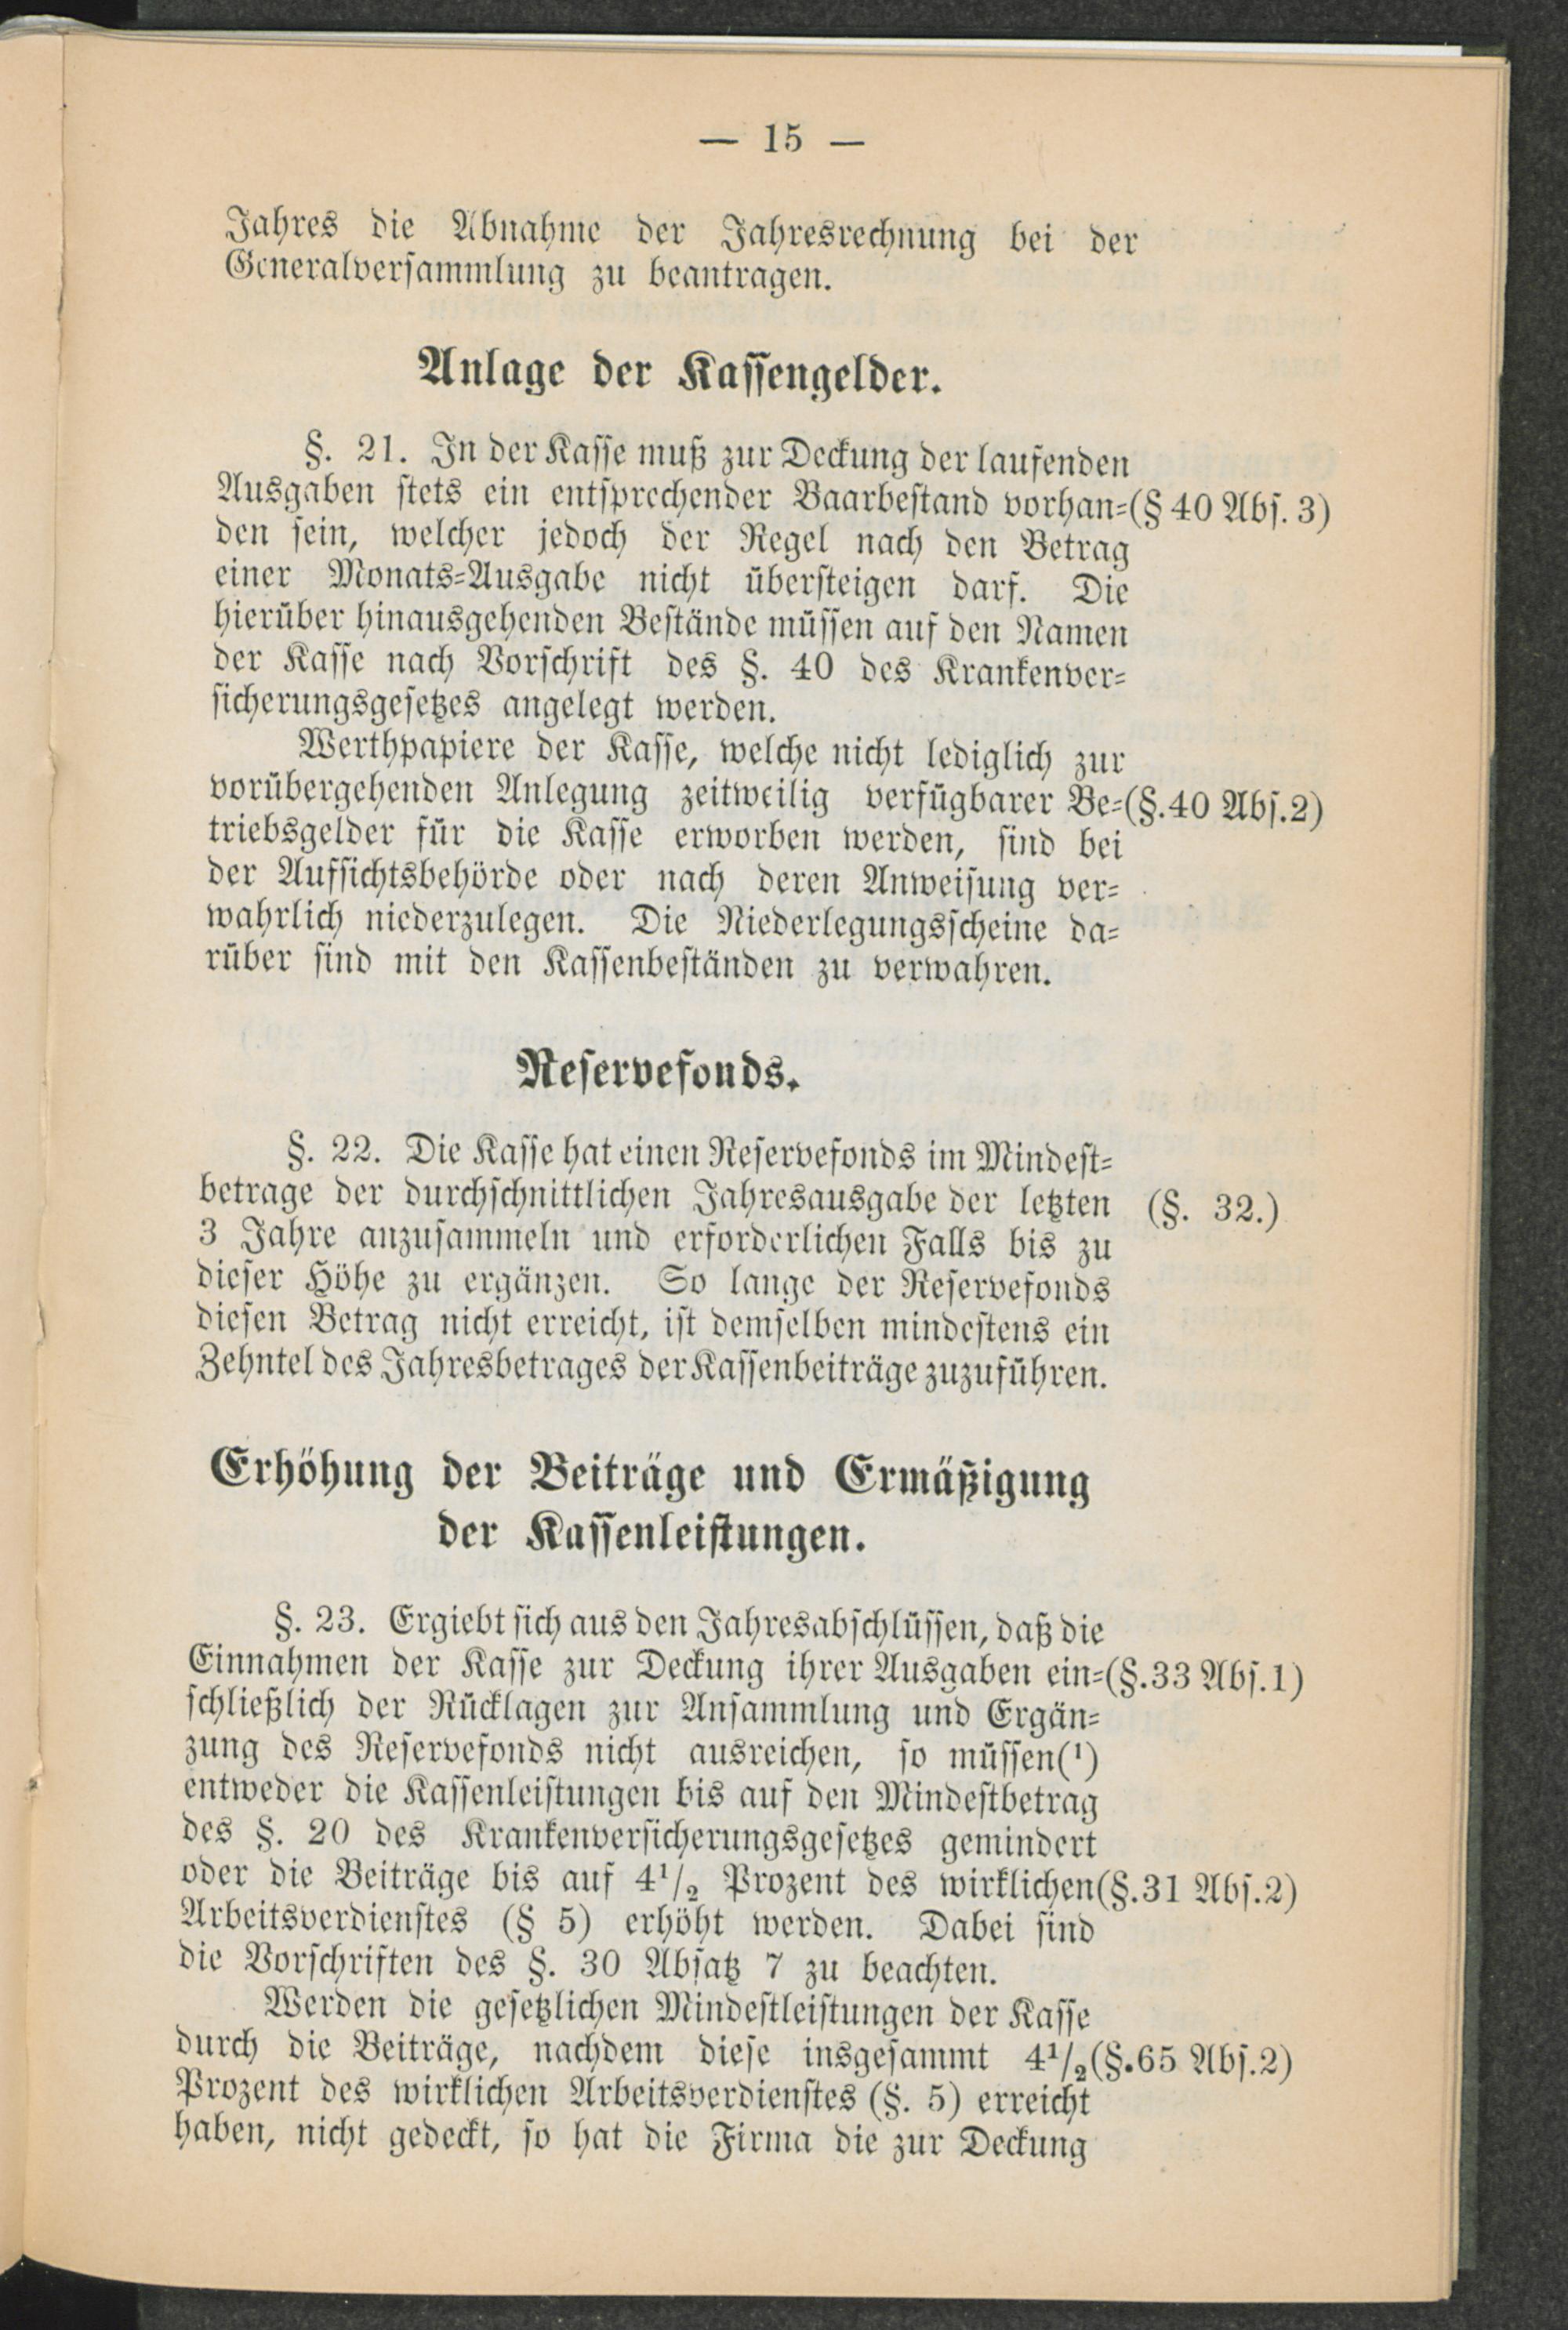 — 15 —
Jahres die Abnahme der Jahresrechnung bei der
Generalversammlung zu beantragen.
Anlage der Kassengelder.
§. 21. In der Kasse muß zur Deckung der laufenden
Ausgaben stets ein entsprechender Baarbestand vorhan- (§ 40 Abs. 3)
den sein, welcher jedoch der Regel nach den Betrag
einer Monats-Ausgabe nicht übersteigen darf. Die
hierüber hinausgehenden Bestände müssen auf den Namen
der Kasse nach Vorschrift des §. 40 des Krankenver-
sicherungsgesetzes angelegt werden.
Werthpapiere der Kasse, welche nicht lediglich zur
vorübergehenden Anlegung zeitweilig verfügbarer Be- (§. 40 Abs. 2)
triebsgelder für die Kasse erworben werden, sind bei
der Aufsichtsbehörde oder nach deren Anweisung ver-
wahrlich niederzulegen. Die Niederlegungsscheine da-
rüber sind mit den Kassenbeständen zu verwahren.
Reservefonds.
§. 22. Die Kasse hat einen Reservefonds im Mindest-
betrage der durchschnittlichen Jahresausgabe der letzten (§. 32.)
3 Jahre anzusammeln und erforderlichen Falls bis zu
dieser Höhe zu ergänzen. So lange der Reservefonds
diesen Betrag nicht erreicht, ist demselben mindestens ein
Zehntel des Jahresbetrages der Kassenbeiträge zuzuführen.
Erhöhung der Beiträge und Ermäßigung
der Kassenleistungen.
§. 23. Ergiebt sich aus den Jahresabschlüssen, daß die
Einnahmen der Kasse zur Deckung ihrer Ausgaben ein- (§. 33 Abs. 1)
schließlich der Rücklagen zur Ansammlung und Ergän-
zung des Reservefonds nicht ausreichen, so müssen(¹)
entweder die Kassenleistungen bis auf den Mindestbetrag
des §. 20 des Krankenversicherungsgesetzes gemindert
oder die Beiträge bis auf 4¹/₂ Prozent des wirklichen (§. 31 Abs. 2)
Arbeitsverdienstes (§ 5) erhöht werden. Dabei sind
die Vorschriften des §. 30 Absatz 7 zu beachten.
Werden die gesetzlichen Mindestleistungen der Kasse
durch die Beiträge, nachdem diese insgesammt 4¹/₂ (§. 65 Abs. 2)
Prozent des wirklichen Arbeitsverdienstes (§. 5) erreicht
haben, nicht gedeckt, so hat die Firma die zur Deckung